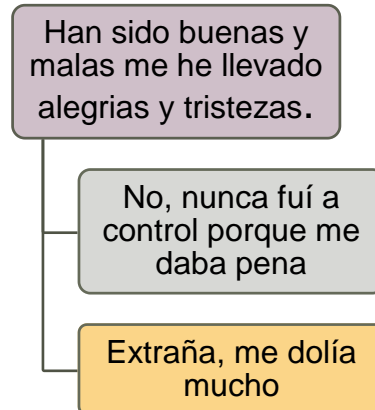 Han sido buenas y
malas me he llevado
alegrias y tristezas.
No, nunca fuí a
control porque me
daba pena
Extraña, me dolía
mucho